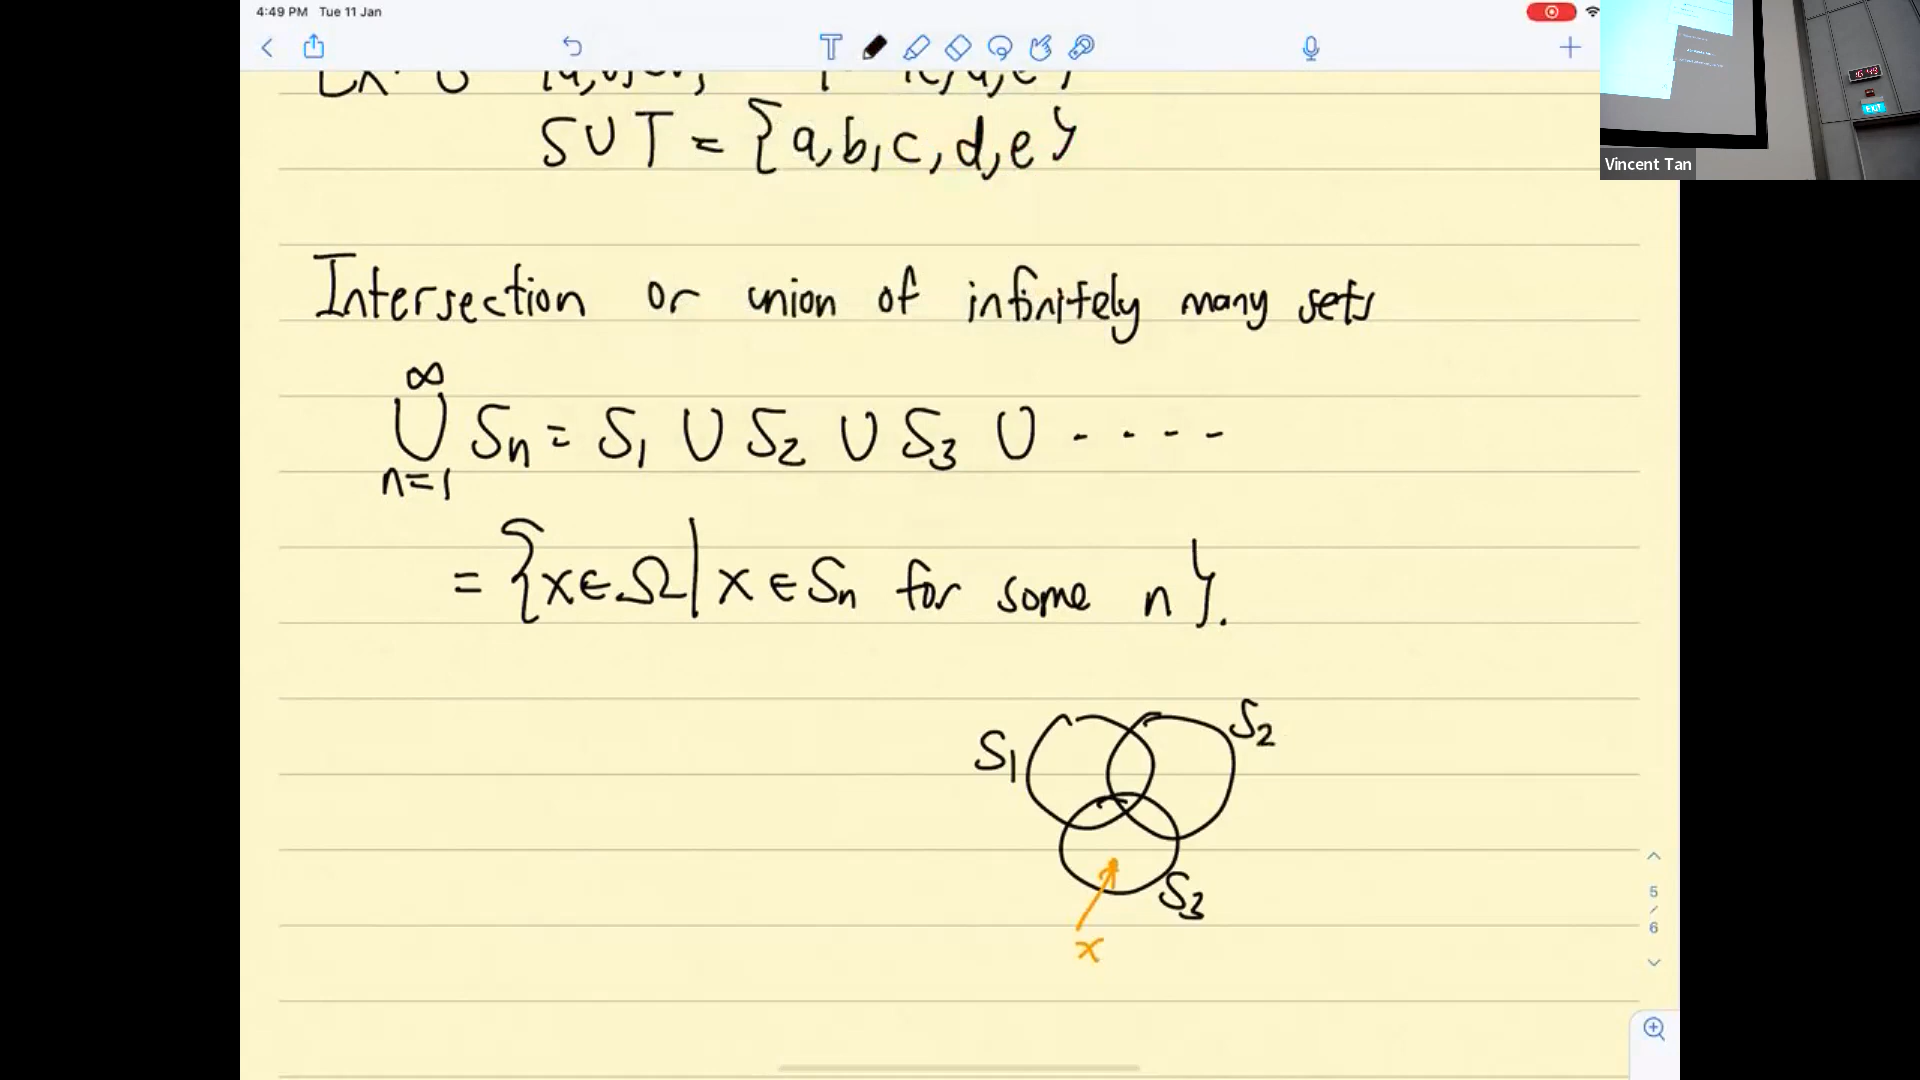 4:49 PM Tue 11 Jan
S ∪ T = {a, b, c, d, e}
Intersection or union of infinitely many sets
∞
⋃ Sn = S1 ∪ S2 ∪ S3 ∪ ....
n=1
= {x ∈ Ω | x ∈ Sn for some n}.
S1
S2
S3
x
5
/
6
EXIT
Vincent Tan